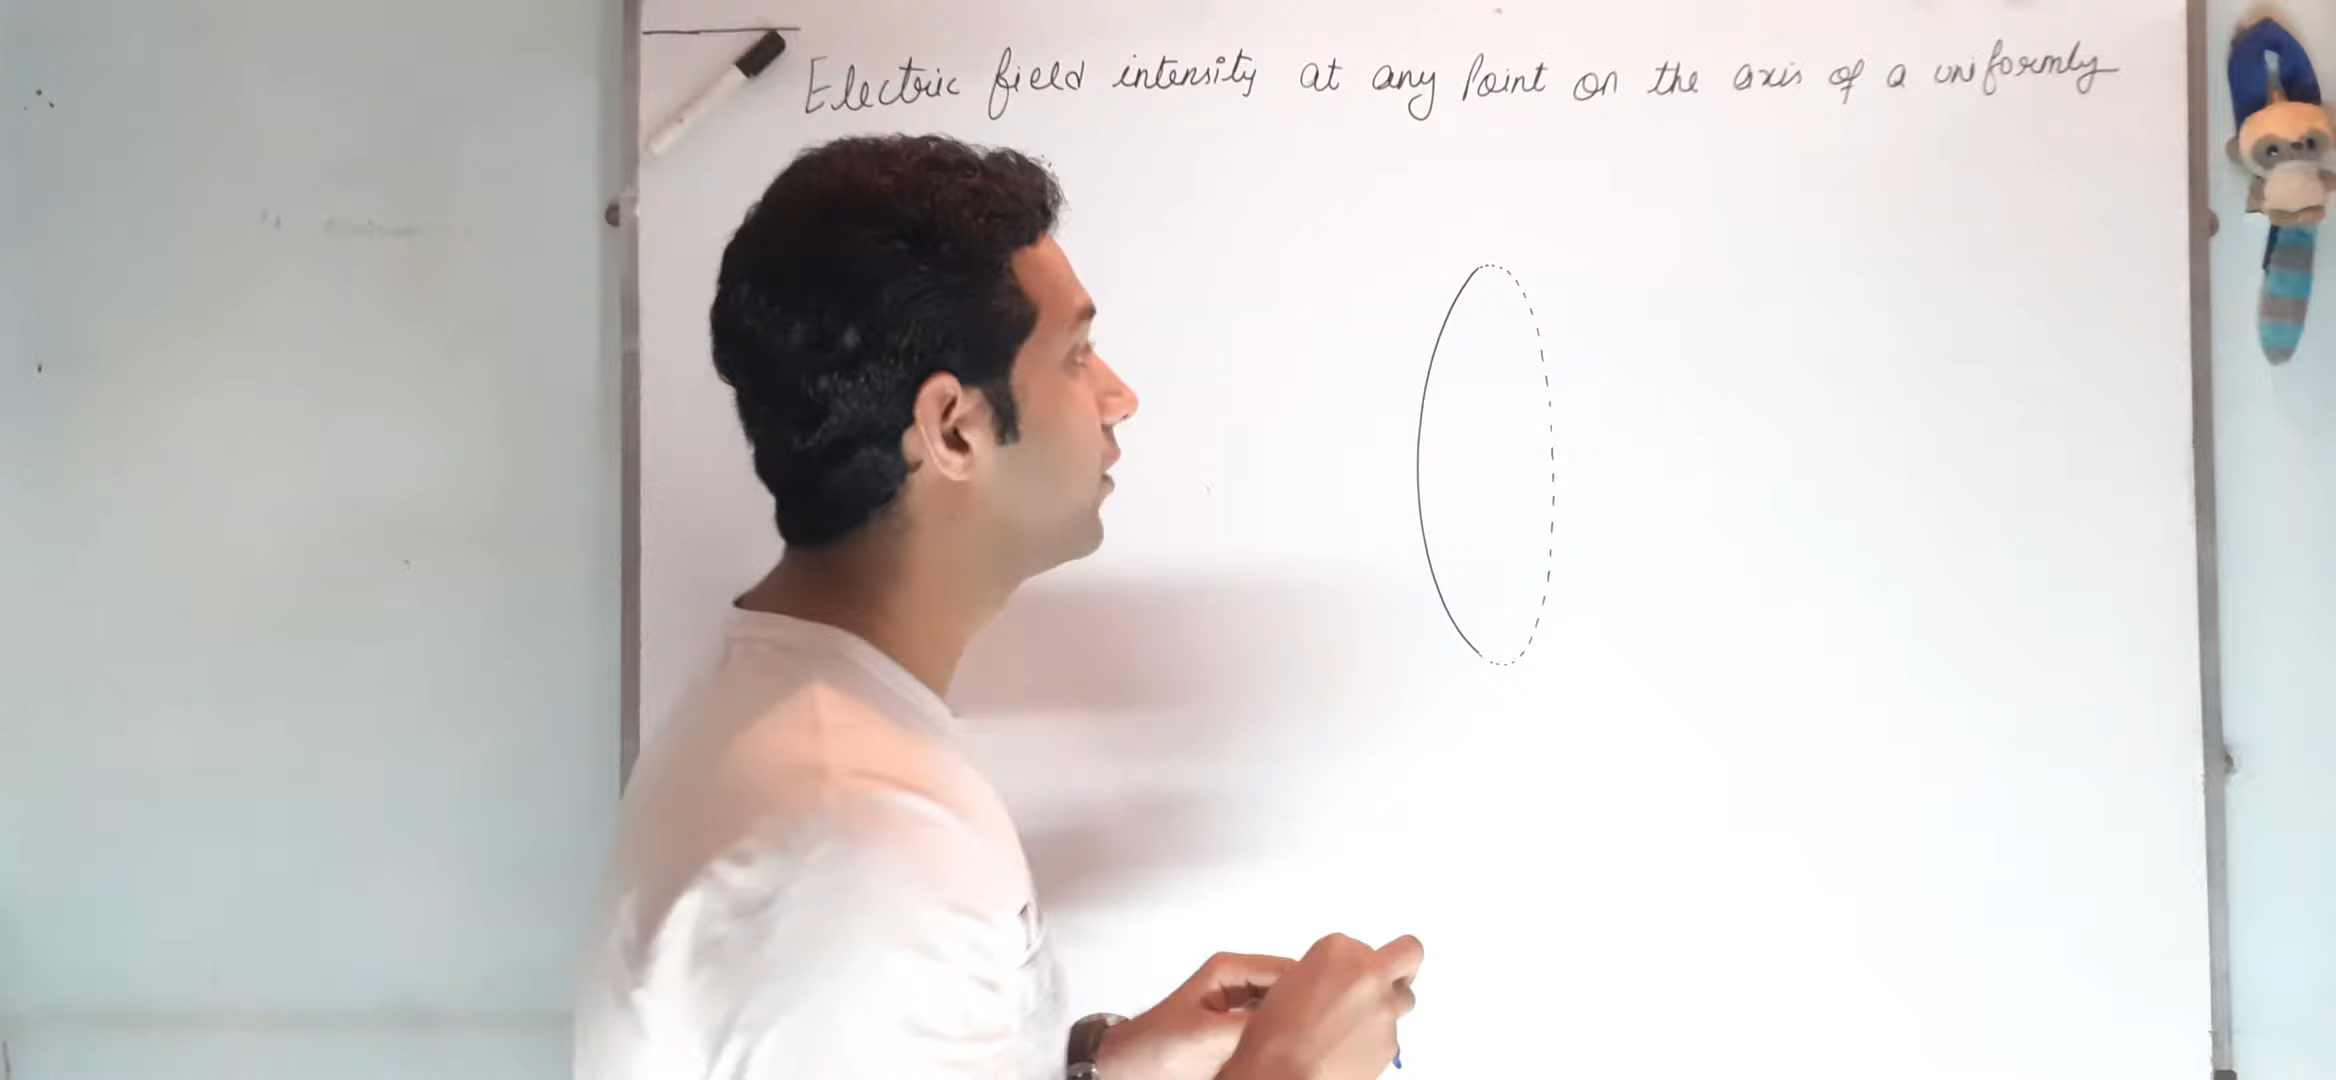 Electric field intensity at any Point on the axis of a uniformly